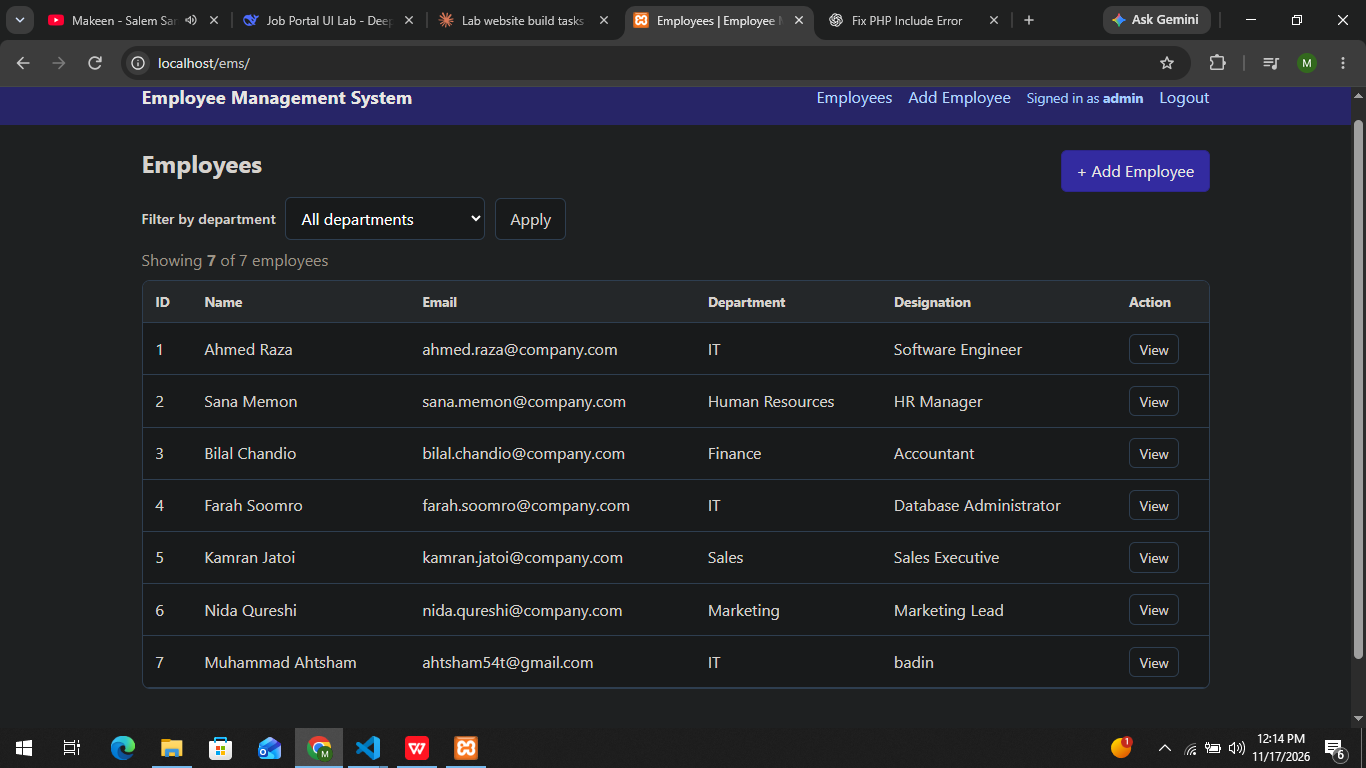 Makeen - Salem Sar
Job Portal UI Lab - Deep
Lab website build tasks
Employees | Employee M
Fix PHP Include Error
Ask Gemini
localhost/ems/
M
Employee Management System
Employees Add Employee Signed in as admin Logout
Employees
+ Add Employee
Filter by department All departments Apply
Showing 7 of 7 employees
ID Name Email Department Designation Action
1 Ahmed Raza ahmed.raza@company.com IT Software Engineer View
2 Sana Memon sana.memon@company.com Human Resources HR Manager View
3 Bilal Chandio bilal.chandio@company.com Finance Accountant View
4 Farah Soomro farah.soomro@company.com IT Database Administrator View
5 Kamran Jatoi kamran.jatoi@company.com Sales Sales Executive View
6 Nida Qureshi nida.qureshi@company.com Marketing Marketing Lead View
7 Muhammad Ahtsham ahtsham54t@gmail.com IT badin View
M
W
1
12:14 PM
11/17/2026
6